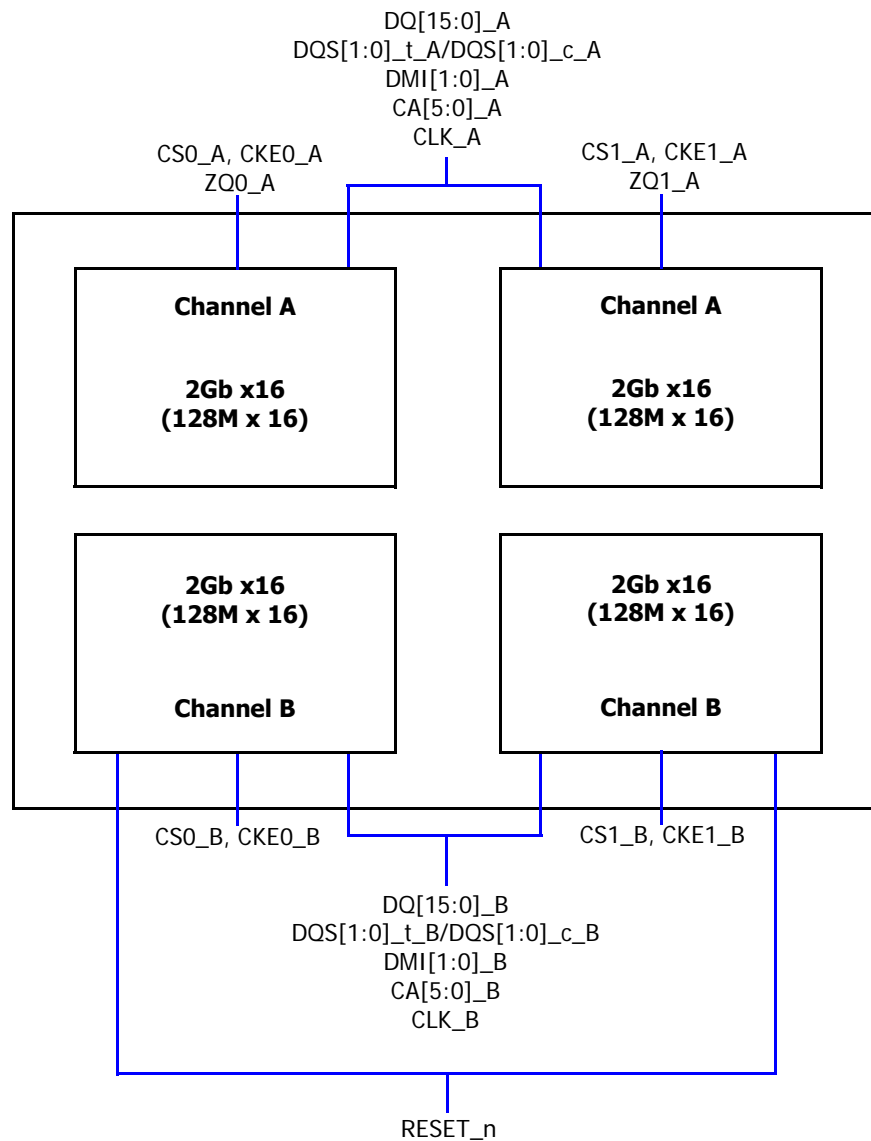 DQ[15:0]_A
DQS[1:0]_t_A/DQS[1:0]_c_A
DMI[1:0]_A
CA[5:0]_A
CLK_A
CS0_A, CKE0_A
ZQ0_A
CS1_A, CKE1_A
ZQ1_A
Channel A
2Gb x16
(128M x 16)
Channel A
2Gb x16
(128M x 16)
2Gb x16
(128M x 16)
Channel B
2Gb x16
(128M x 16)
Channel B
CS0_B, CKE0_B
CS1_B, CKE1_B
DQ[15:0]_B
DQS[1:0]_t_B/DQS[1:0]_c_B
DMI[1:0]_B
CA[5:0]_B
CLK_B
RESET_n